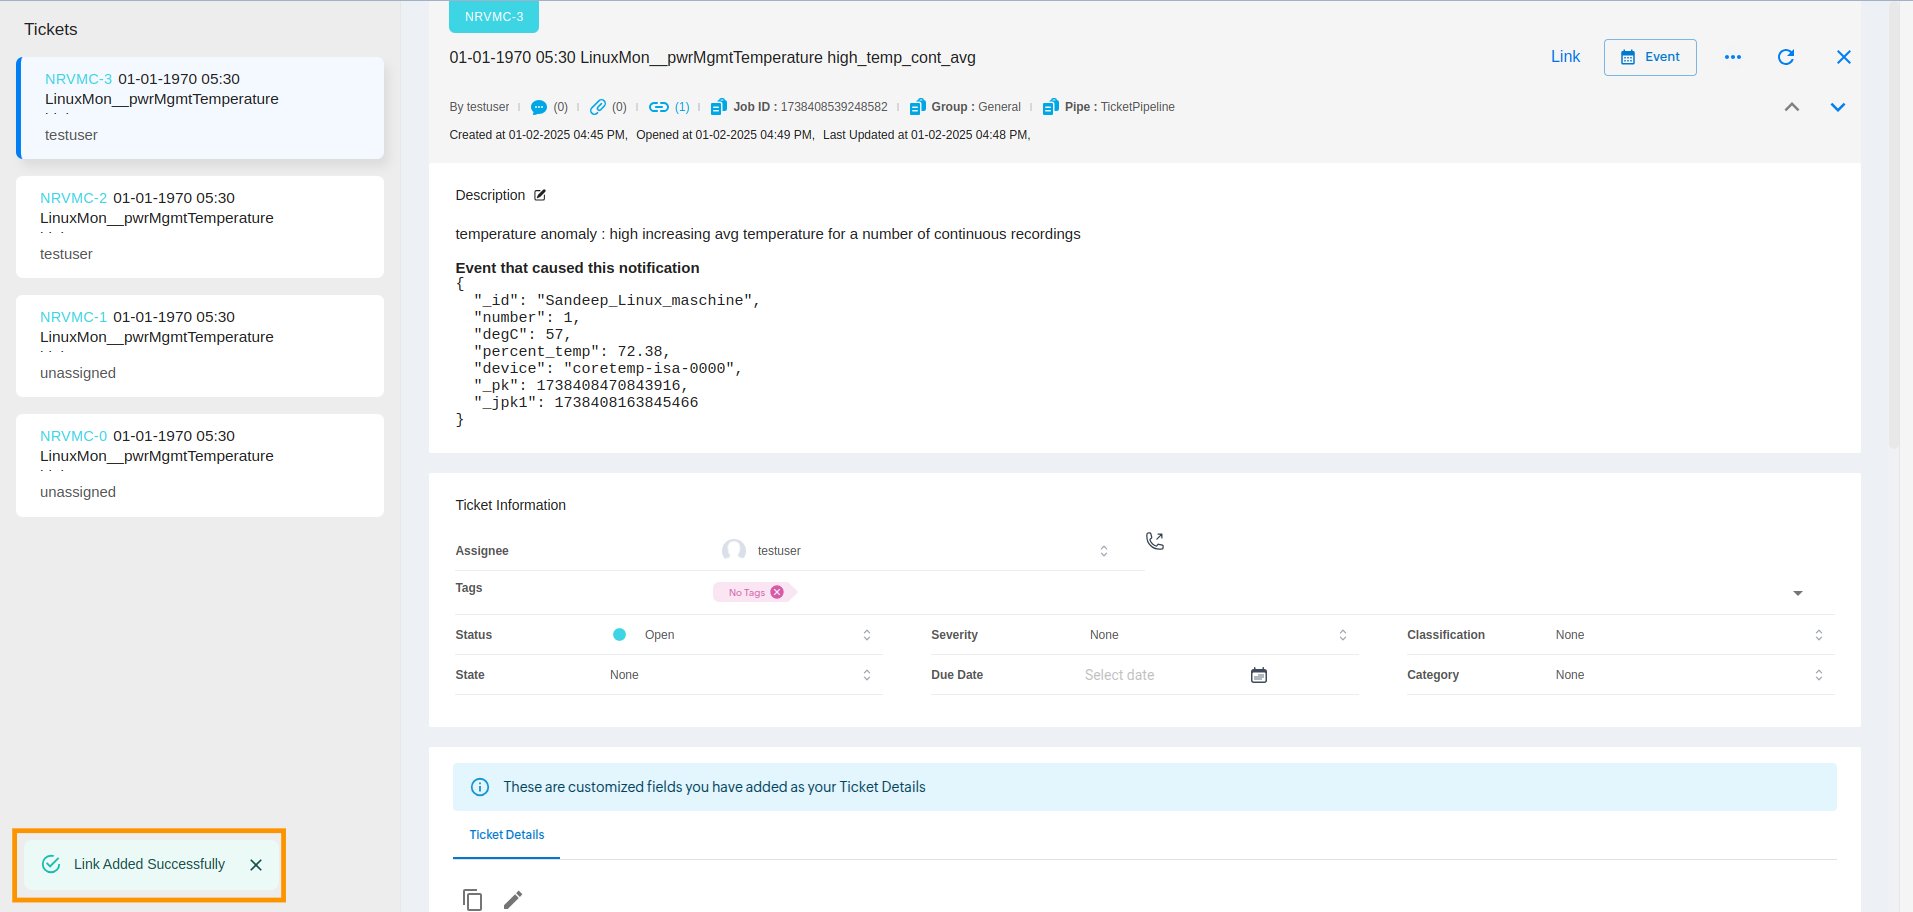 Tickets
NRVMC-3 01-01-1970 05:30
LinuxMon__pwrMgmtTemperature
testuser
NRVMC-2 01-01-1970 05:30
LinuxMon__pwrMgmtTemperature
testuser
NRVMC-1 01-01-1970 05:30
LinuxMon__pwrMgmtTemperature
unassigned
NRVMC-0 01-01-1970 05:30
LinuxMon__pwrMgmtTemperature
unassigned
Link Added Successfully
NRVMC-3
01-01-1970 05:30 LinuxMon__pwrMgmtTemperature high_temp_cont_avg
Link Event
By testuser (0) (0) (1) Job ID : 1738408539248582 Group : General Pipe : TicketPipeline
Created at 01-02-2025 04:45 PM, Opened at 01-02-2025 04:49 PM, Last Updated at 01-02-2025 04:48 PM,
Description
temperature anomaly : high increasing avg temperature for a number of continuous recordings
Event that caused this notification
{
"_id": "Sandeep_Linux_maschine",
"number": 1,
"degC": 57,
"percent_temp": 72.38,
"device": "coretemp-isa-0000",
"_pk": 1738408470843916,
"_jpk1": 1738408163845466
}
Ticket Information
Assignee testuser
Tags No Tags
Status Open Severity None Classification None
State None Due Date Select date Category None
These are customized fields you have added as your Ticket Details
Ticket Details